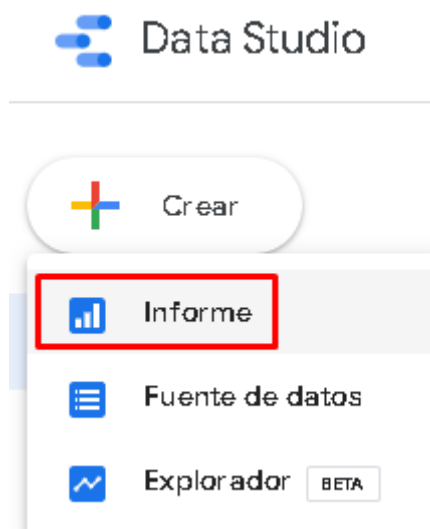 Data Studio
Crear
Informe
Fuente de datos
Explorador BETA